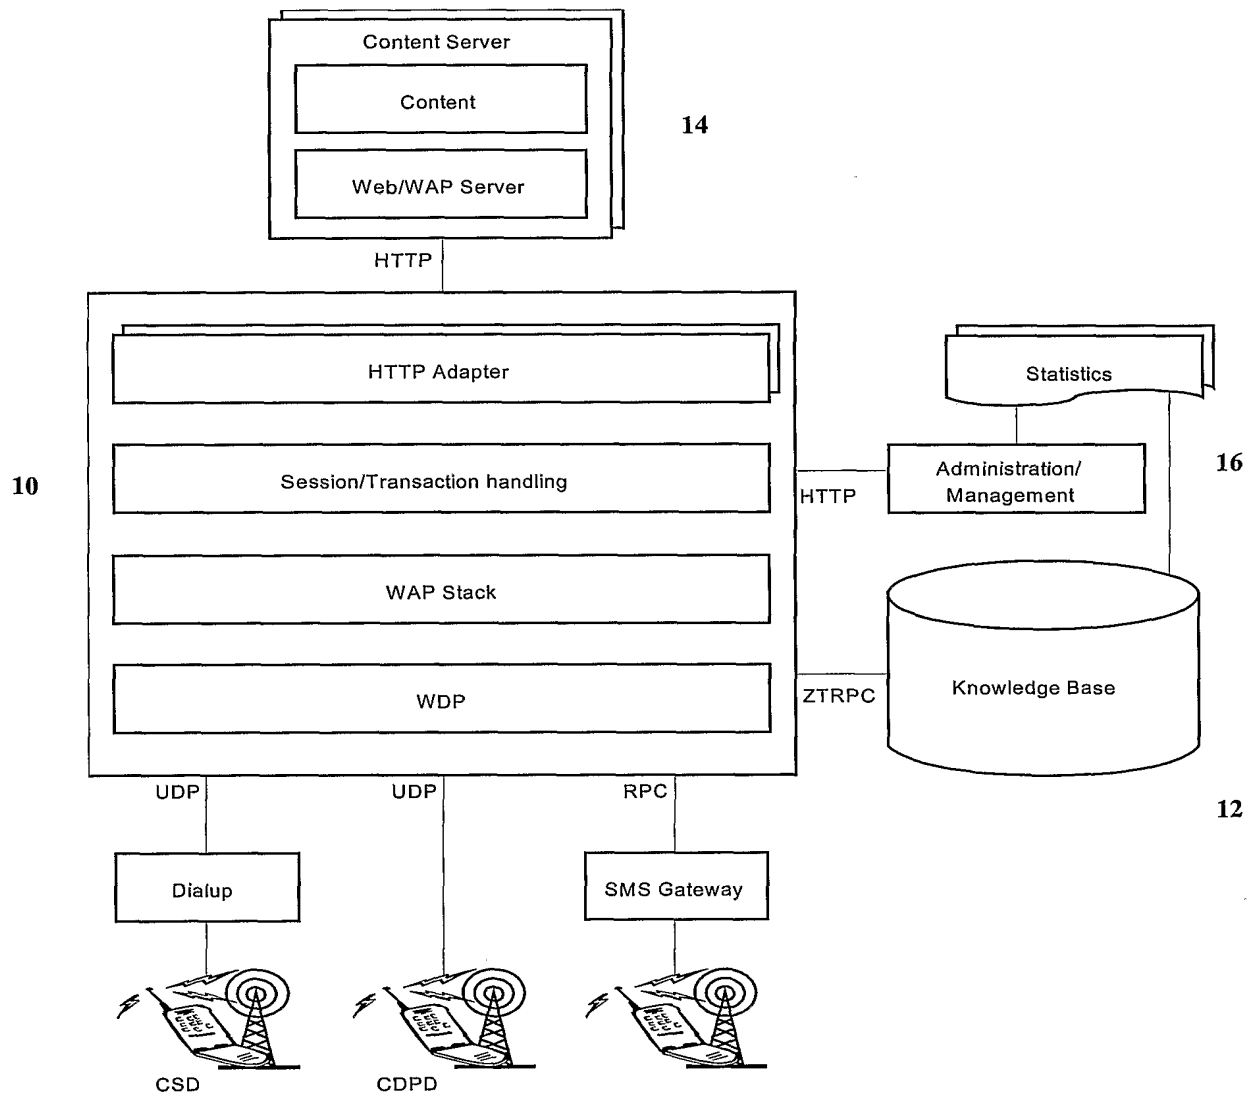 Content Server
Content
14
Web/WAP Server
HTTP
HTTP Adapter
Statistics
10
Session/Transaction handling
HTTP
Administration/
Management
16
WAP Stack
WDP
ZTRPC
Knowledge Base
UDP
UDP
RPC
12
Dialup
SMS Gateway
CSD
CDPD